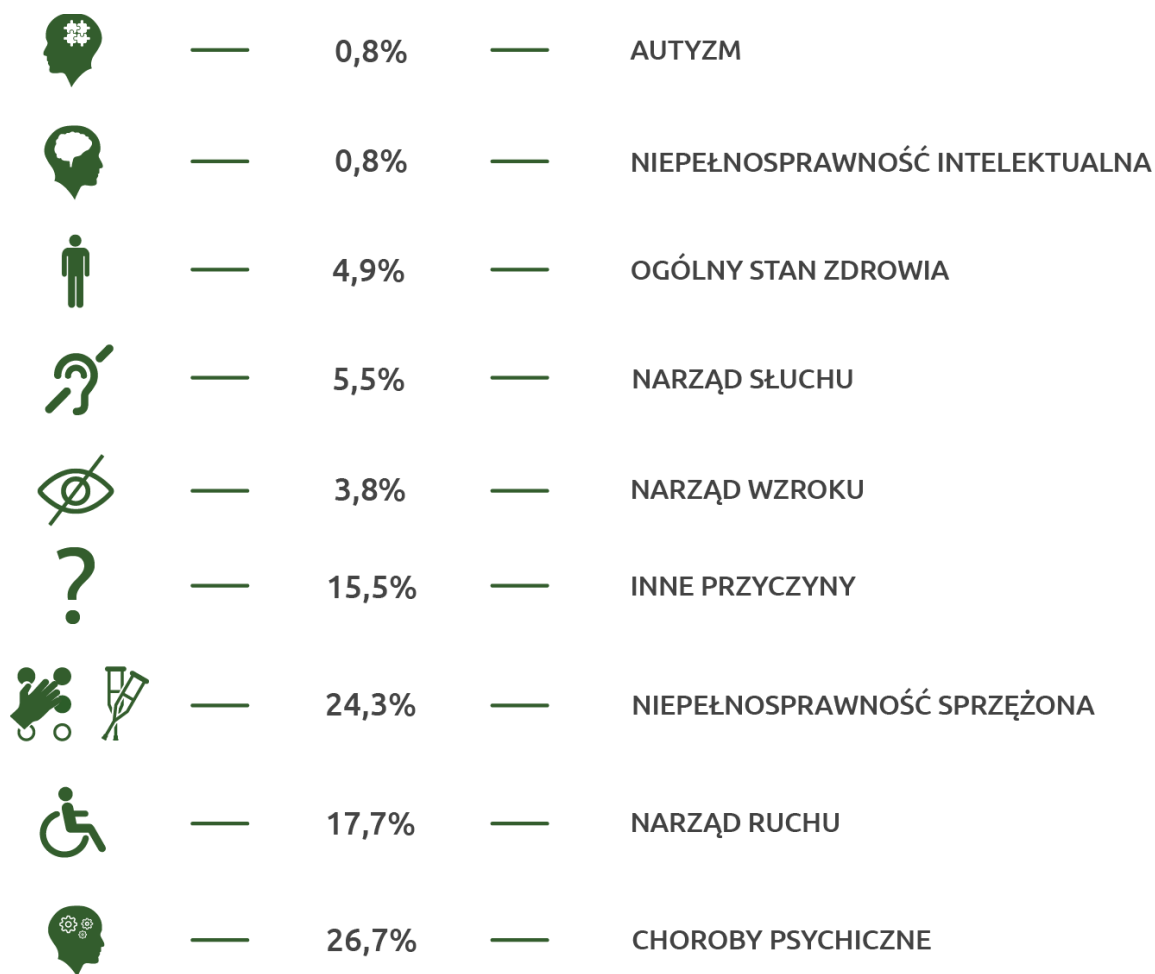 0,8% AUTYZM
0,8% NIEPEŁNOSPRAWNOŚĆ INTELEKTUALNA
4,9% OGÓLNY STAN ZDROWIA
5,5% NARZĄD SŁUCHU
3,8% NARZĄD WZROKU
? 15,5% INNE PRZYCZYNY
24,3% NIEPEŁNOSPRAWNOŚĆ SPRZĘŻONA
17,7% NARZĄD RUCHU
26,7% CHOROBY PSYCHICZNE